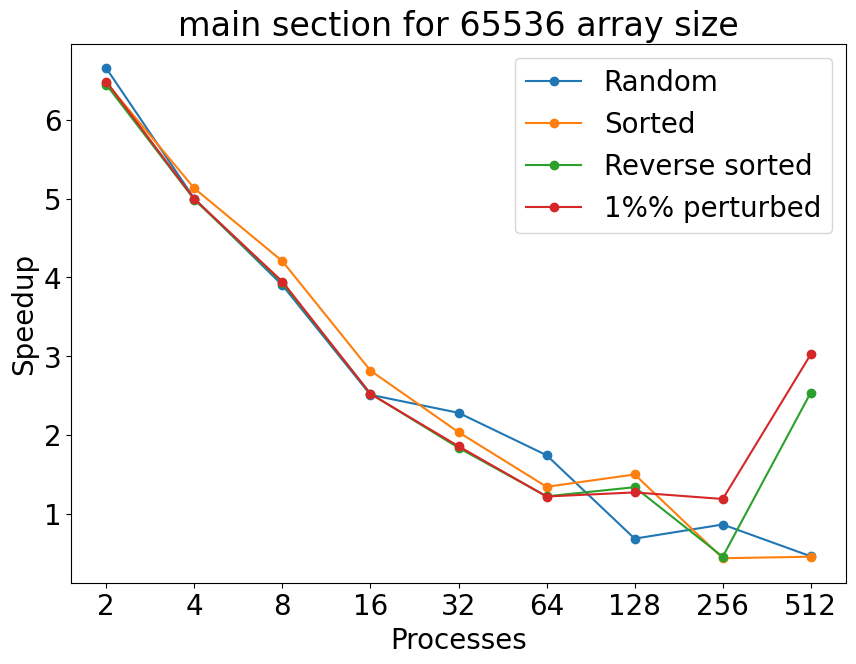 main section for 65536 array size
Random
Sorted
Reverse sorted
1%% perturbed
Speedup
6
5
4
3
2
1
2 4 8 16 32 64 128 256 512
Processes